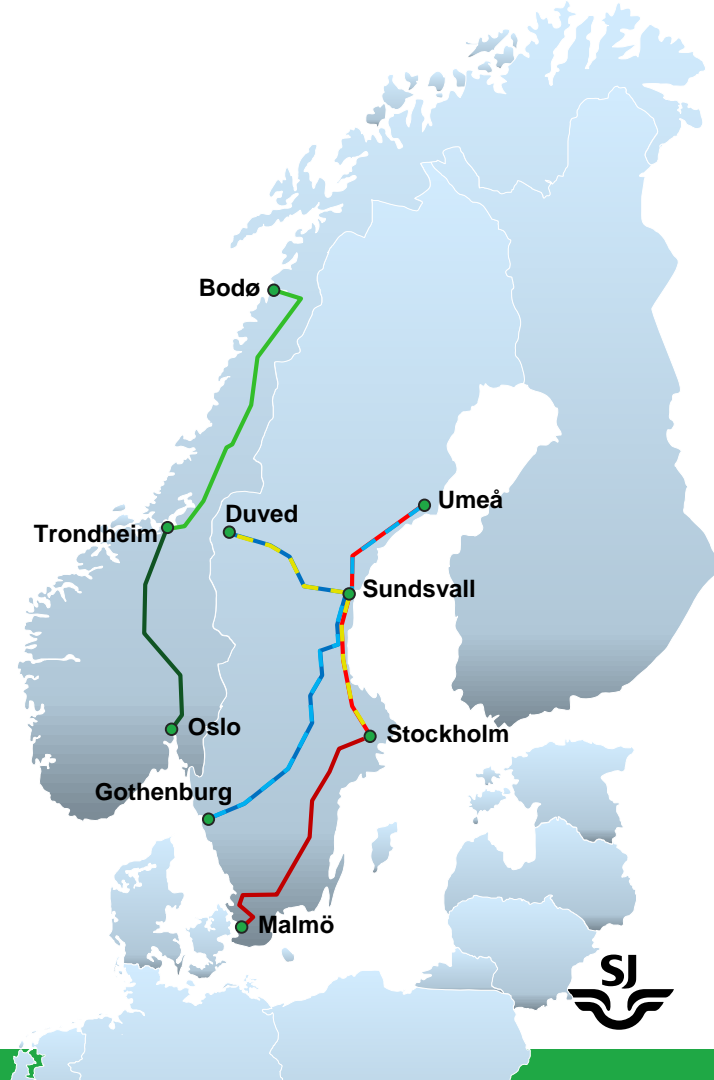 Bodø
Umeå
Duved
Trondheim
Sundsvall
Oslo
Stockholm
Gothenburg
Malmö
SJ